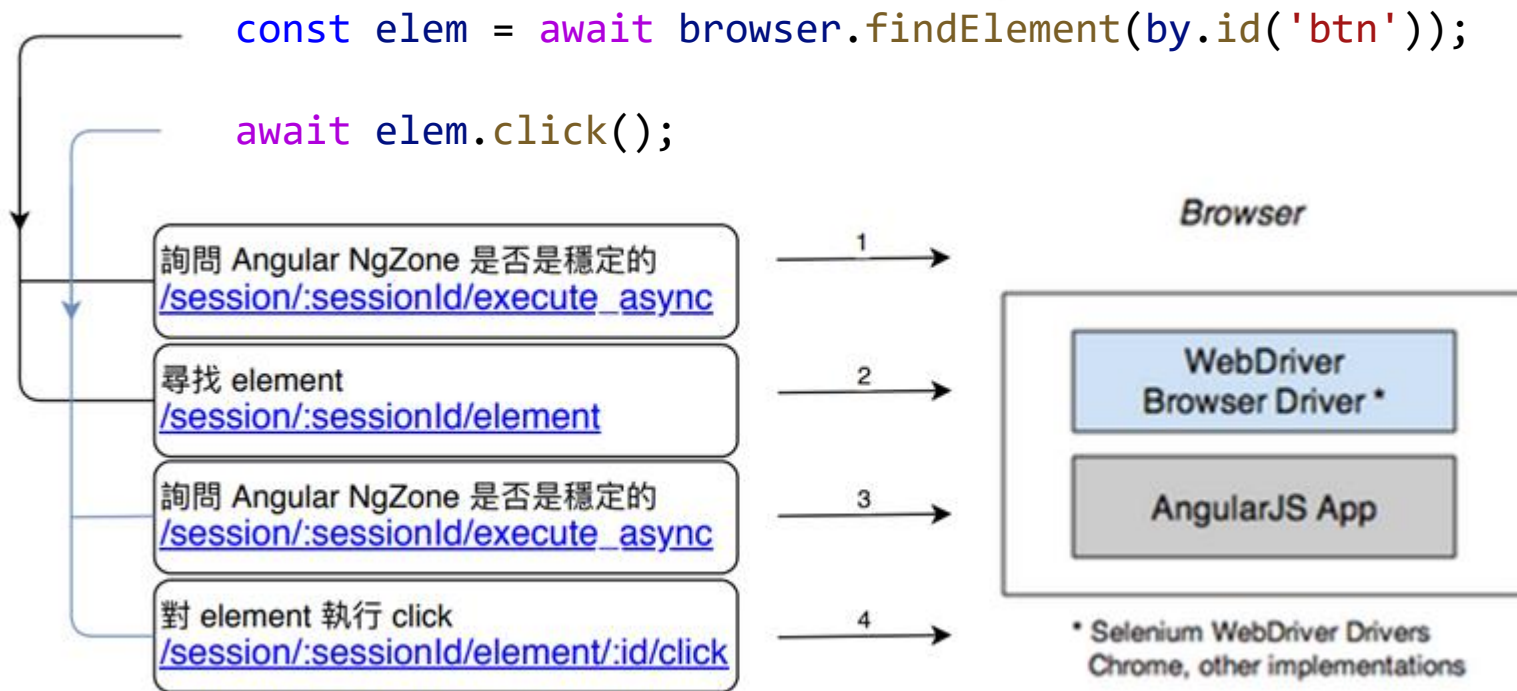 const elem = await browser.findElement(by.id('btn'));
await elem.click();
Browser
詢問 Angular NgZone 是否是穩定的
/session/:sessionId/execute_async
1
尋找 element
/session/:sessionId/element
2
詢問 Angular NgZone 是否是穩定的
/session/:sessionId/execute_async
3
對 element 執行 click
/session/:sessionId/element/:id/click
4
WebDriver
Browser Driver *
AngularJS App
* Selenium WebDriver Drivers
Chrome, other implementations